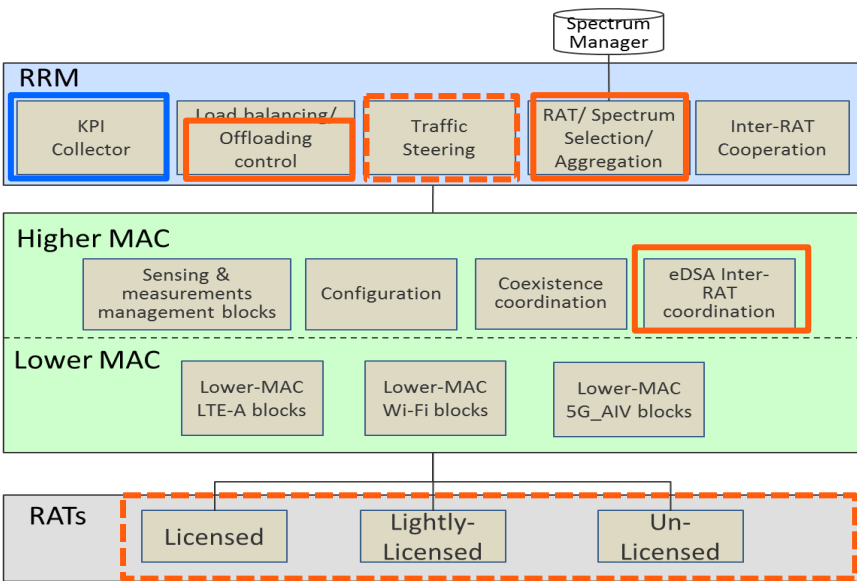 Spectrum
Manager
RRM
KPI
Collector
Load balancing/
Offloading
control
Traffic
Steering
RAT/ Spectrum
Selection/
Aggregation
Inter-RAT
Cooperation
Higher MAC
Sensing &
measurements
management blocks
Configuration
Coexistence
coordination
eDSA Inter-
RAT
coordination
Lower MAC
Lower-MAC
LTE-A blocks
Lower-MAC
Wi-Fi blocks
Lower-MAC
5G_AIV blocks
RATs
Licensed
Lightly-
Licensed
Un-
Licensed